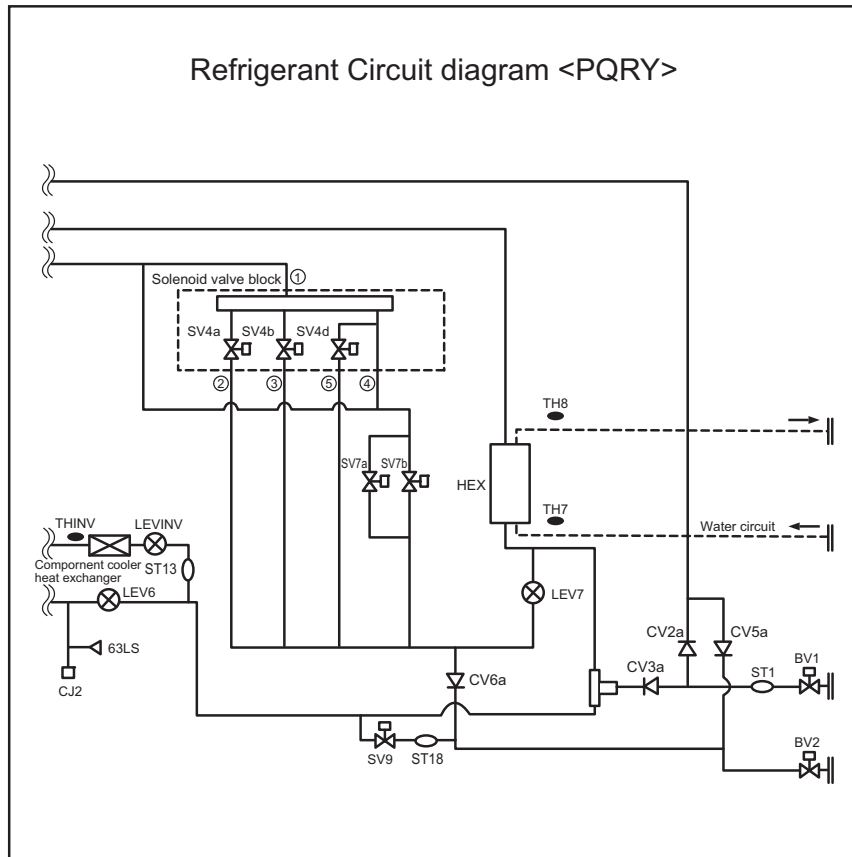 Refrigerant Circuit diagram <PQRY>
Solenoid valve block
①
SV4a
SV4b
SV4d
②
③
⑤
④
TH8
SV7a
SV7b
HEX
TH7
Water circuit
THINV
LEVINV
Compornent cooler
heat exchanger
ST13
LEV6
LEV7
63LS
CJ2
CV6a
CV2a
CV5a
CV3a
ST1
BV1
SV9
ST18
BV2